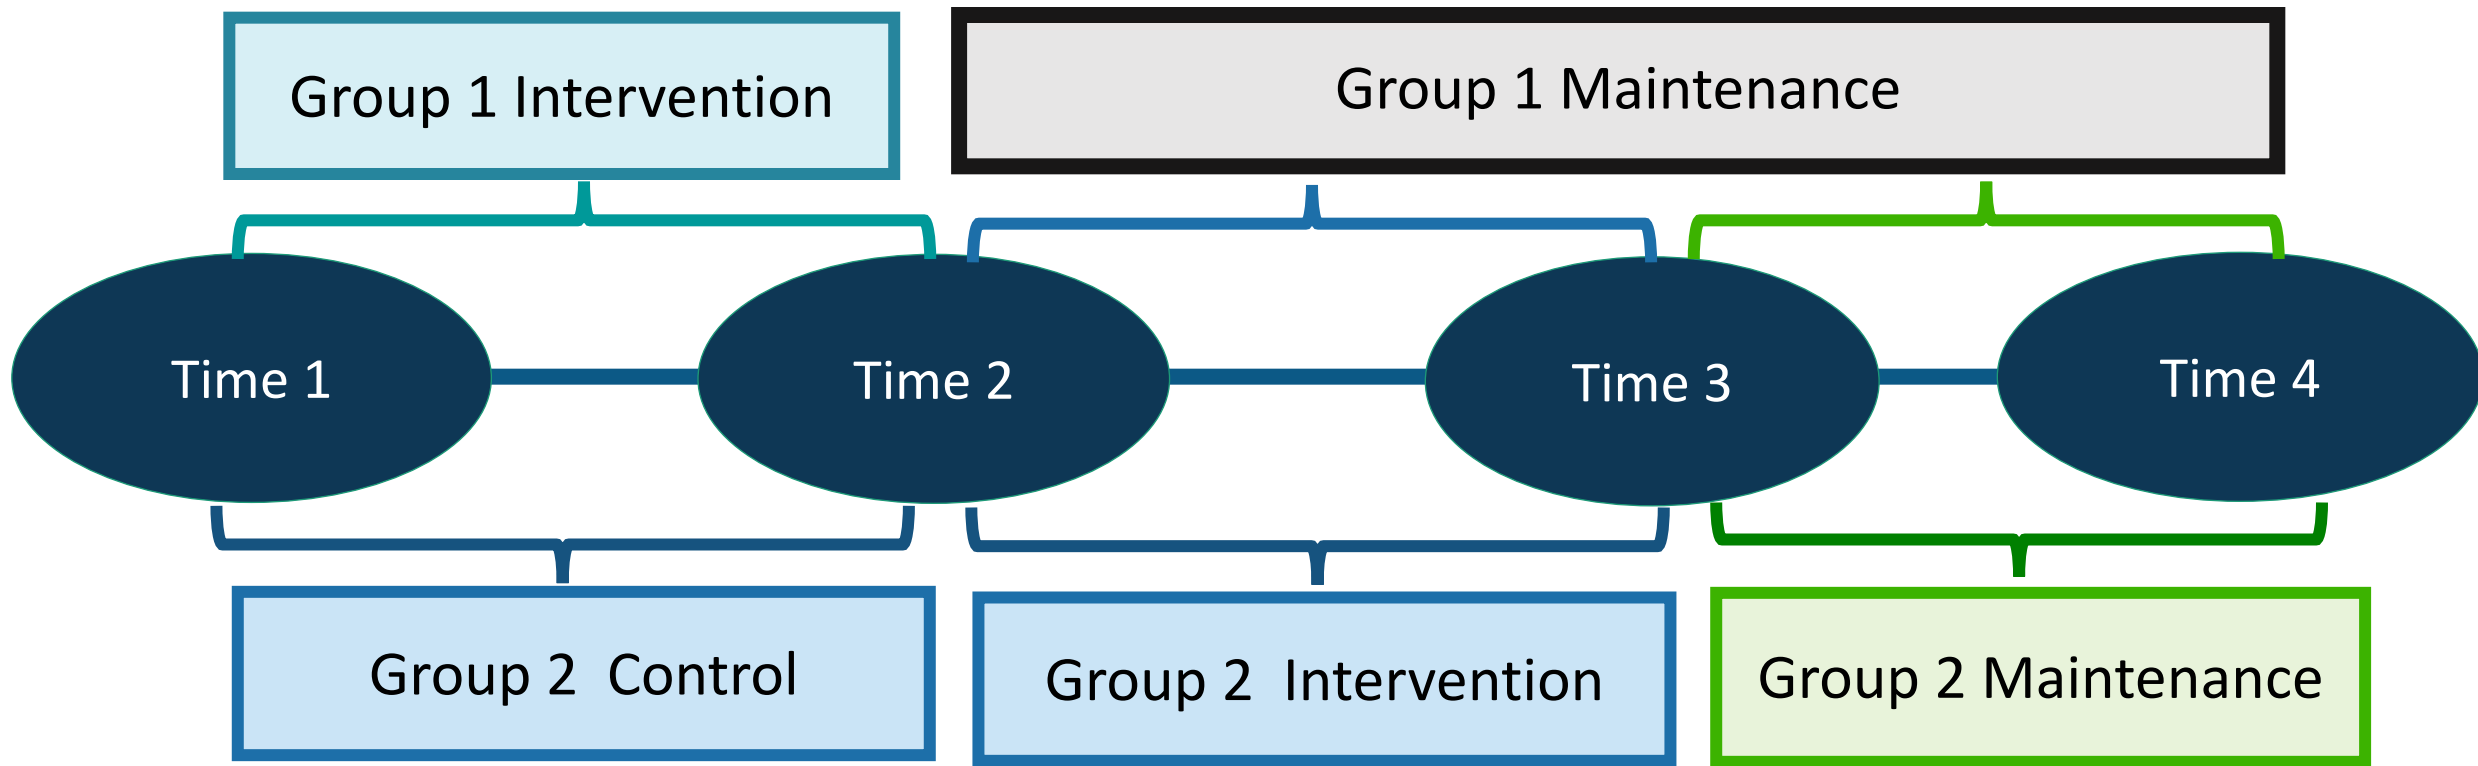 Group 1 Intervention
Group 1 Maintenance
Time 1
Time 2
Time 3
Time 4
Group 2  Control
Group 2  Intervention
Group 2 Maintenance